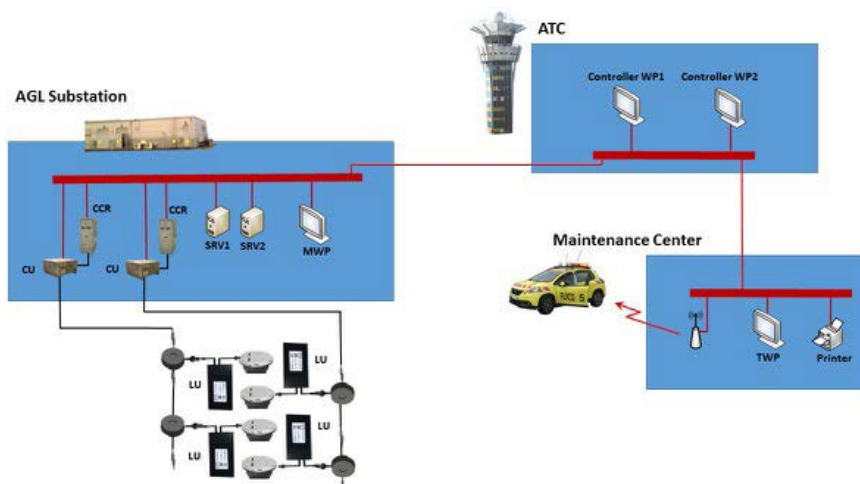 ATC
Controller WP1
Controller WP2
AGL Substation
CCR
CCR
SRV1
SRV2
MWP
CU
CU
Maintenance Center
TWP
Printer
LU
LU
LU
LU